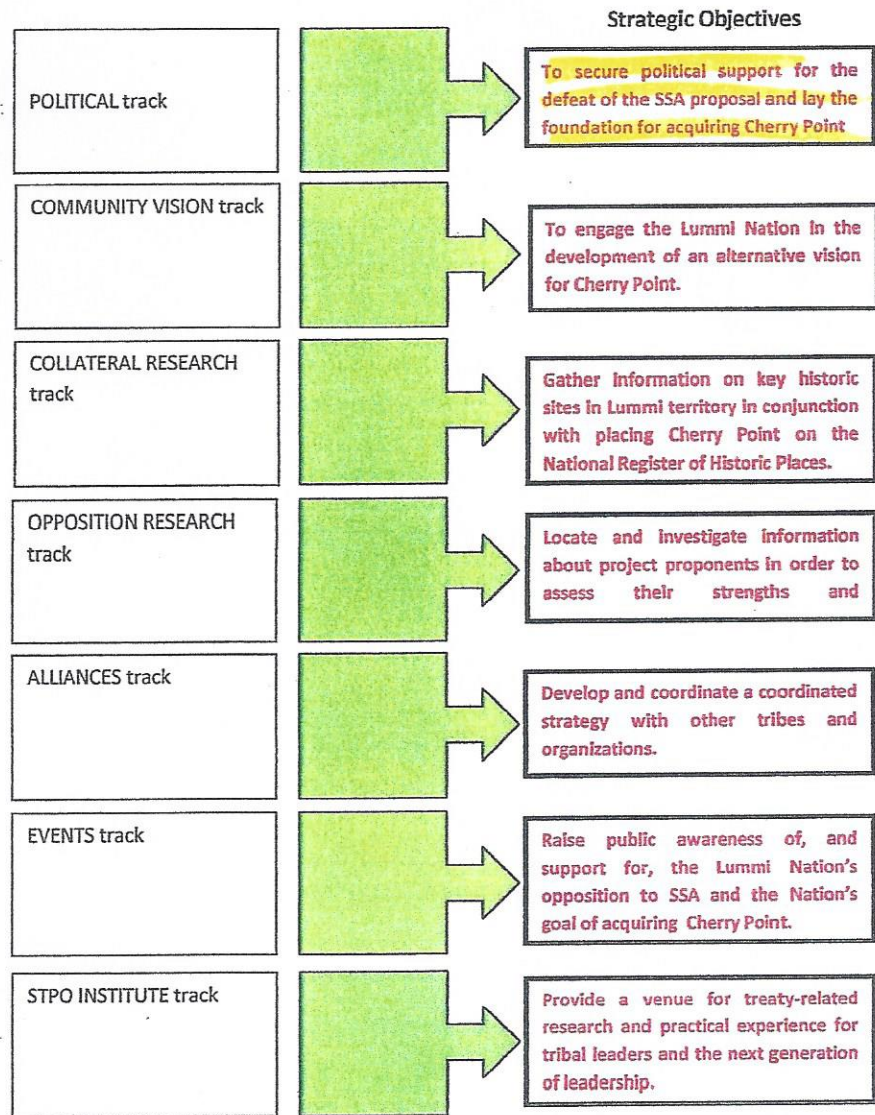 Strategic Objectives
POLITICAL track
To secure political support for the
defeat of the SSA proposal and lay the
foundation for acquiring Cherry Point
COMMUNITY VISION track
To engage the Lummi Nation in the
development of an alternative vision
for Cherry Point.
COLLATERAL RESEARCH
track
Gather information on key historic
sites in Lummi territory in conjunction
with placing Cherry Point on the
National Register of Historic Places.
OPPOSITION RESEARCH
track
Locate and investigate information
about project proponents in order to
assess their strengths and
ALLIANCES track
Develop and coordinate a coordinated
strategy with other tribes and
organizations.
EVENTS track
Raise public awareness of, and
support for, the Lummi Nation's
opposition to SSA and the Nation's
goal of acquiring Cherry Point.
STPO INSTITUTE track
Provide a venue for treaty-related
research and practical experience for
tribal leaders and the next generation
of leadership.